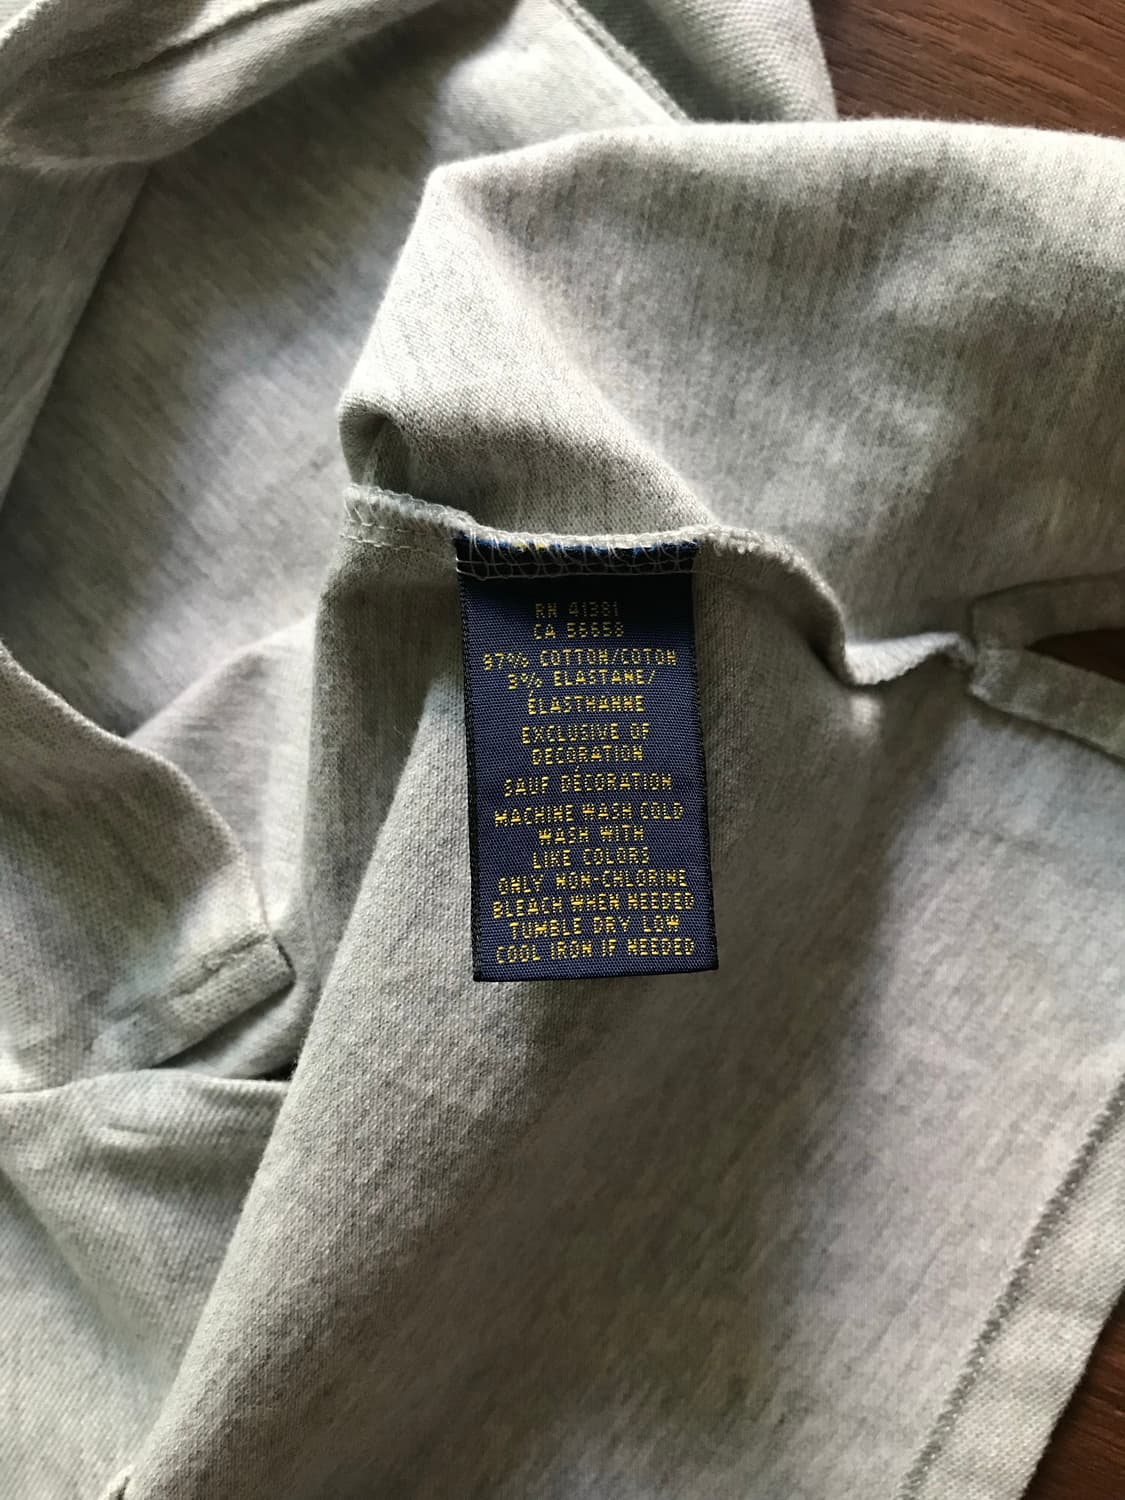 RN 41381
CA 56658
97% COTTON/COTON
3% ELASTANE/
ÉLASTHANNE
EXCLUSIVE OF
DECORATION
SAUF DÉCORATION
MACHINE WASH COLD
WASH WITH
LIKE COLORS
ONLY NON-CHLORINE
BLEACH WHEN NEEDED
TUMBLE DRY LOW
COOL IRON IF NEEDED